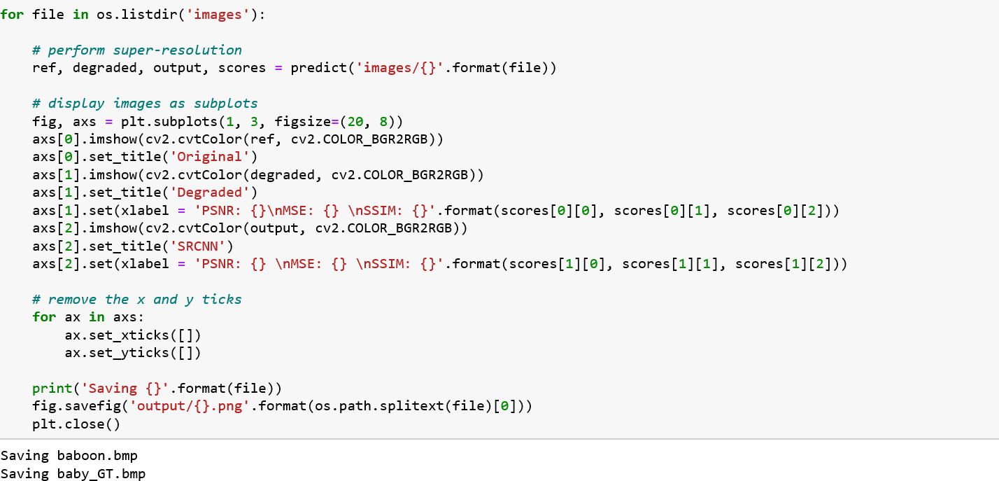 for file in os.listdir('images'):
    # perform super-resolution
    ref, degraded, output, scores = predict('images/{}'.format(file))
    # display images as subplots
    fig, axs = plt.subplots(1, 3, figsize=(20, 8))
    axs[0].imshow(cv2.cvtColor(ref, cv2.COLOR_BGR2RGB))
    axs[0].set_title('Original')
    axs[1].imshow(cv2.cvtColor(degraded, cv2.COLOR_BGR2RGB))
    axs[1].set_title('Degraded')
    axs[1].set(xlabel = 'PSNR: {}\nMSE: {} \nSSIM: {}'.format(scores[0][0], scores[0][1], scores[0][2]))
    axs[2].imshow(cv2.cvtColor(output, cv2.COLOR_BGR2RGB))
    axs[2].set_title('SRCNN')
    axs[2].set(xlabel = 'PSNR: {} \nMSE: {} \nSSIM: {}'.format(scores[1][0], scores[1][1], scores[1][2]))
    # remove the x and y ticks
    for ax in axs:
        ax.set_xticks([])
        ax.set_yticks([])
    print('Saving {}'.format(file))
    fig.savefig('output/{}.png'.format(os.path.splitext(file)[0]))
    plt.close()
Saving baboon.bmp
Saving baby_GT.bmp